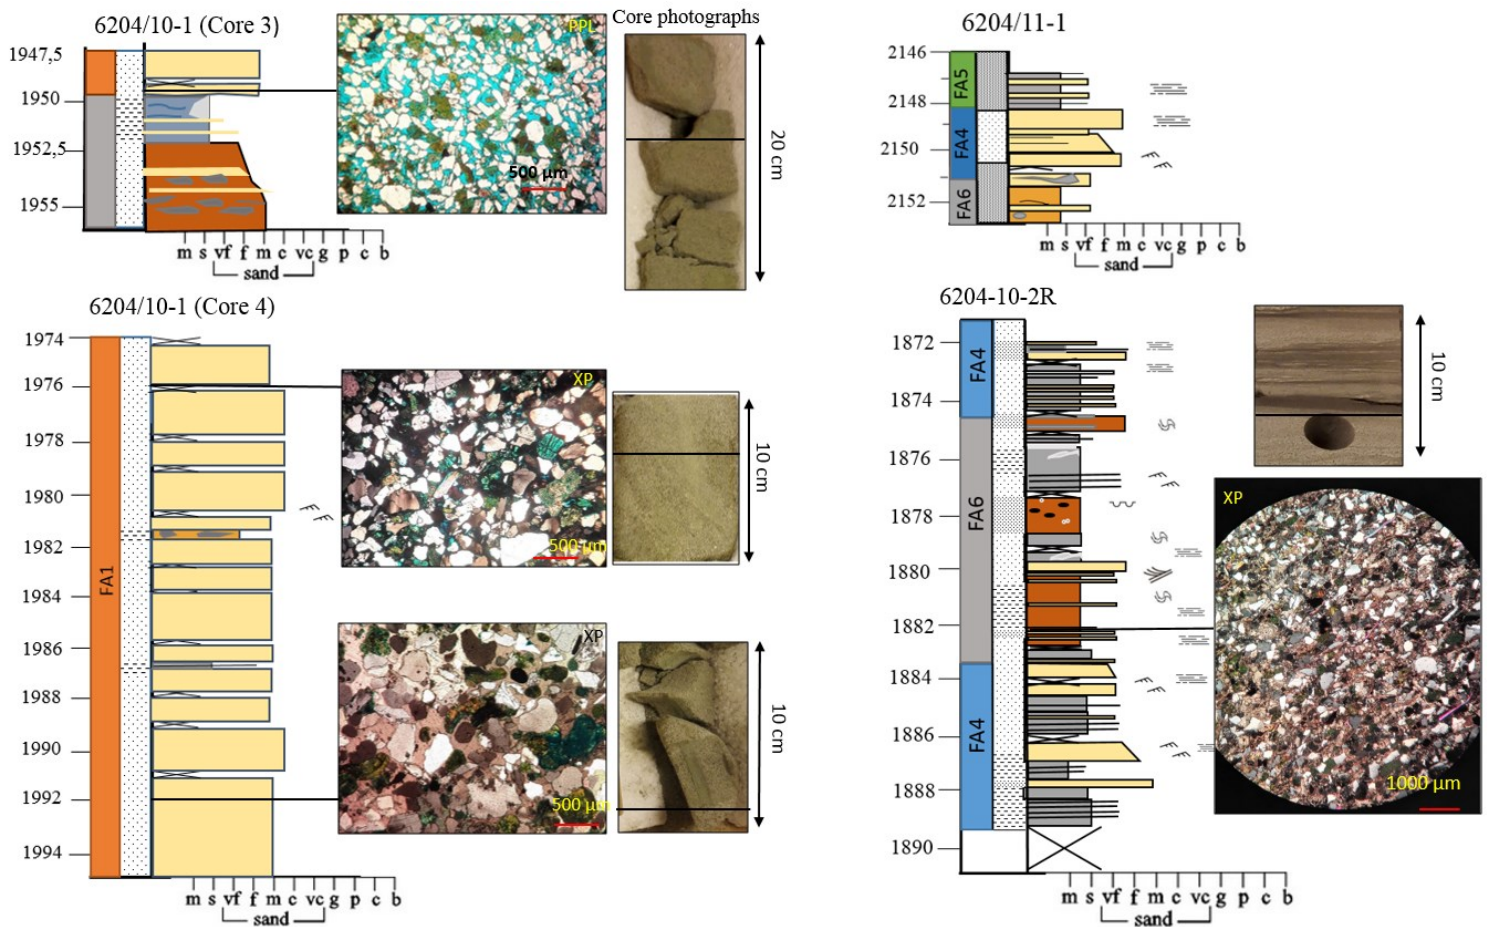 6204/10-1 (Core 3)
1947,5
1950
1952,5
1955
m s vf f m c vc g p c b
sand
PPL
500 µm
Core photographs
20 cm
6204/10-1 (Core 4)
1974
1976
1978
1980
1982
1984
1986
1988
1990
1992
1994
FA1
m s vf f m c vc g p c b
sand
XP
500 µm
10 cm
XP
500 µm
10 cm
6204/11-1
2146
2148
2150
2152
FA5
FA4
FA6
m s vf f m c vc g p c b
sand
6204-10-2R
1872
1874
1876
1878
1880
1882
1884
1886
1888
1890
FA4
FA6
FA4
m s vf f m c vc g p c b
sand
10 cm
XP
1000 µm